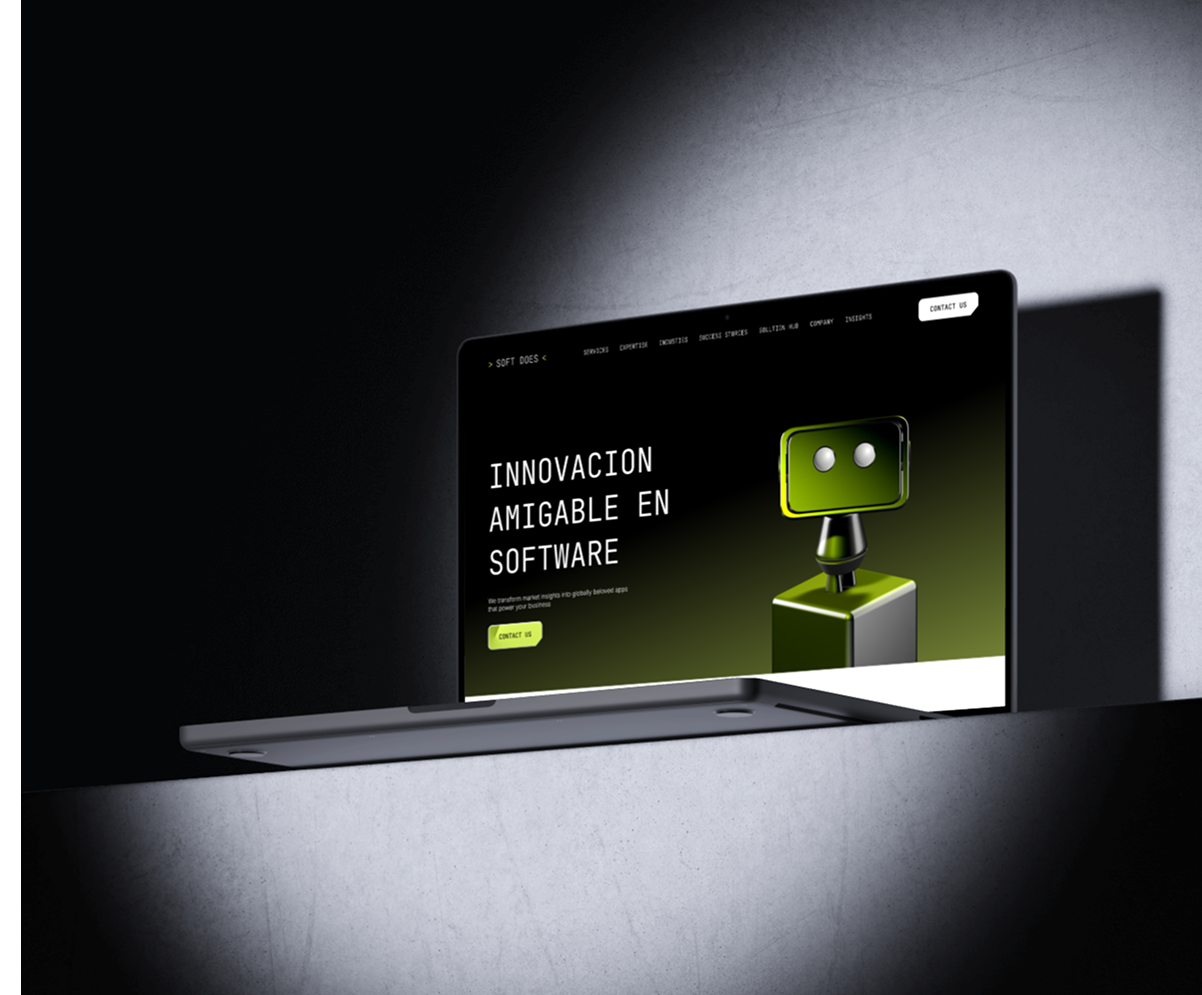 > SOFT DOES <
SERVICES EXPERTISE INDUSTIES SUCCESS STORIES SOLUTION HUB COMPANY INSIGHTS
CONTACT US
INNOVACION
AMIGABLE EN
SOFTWARE
We transform market insights into globally beloved apps
that power your business
CONTACT US